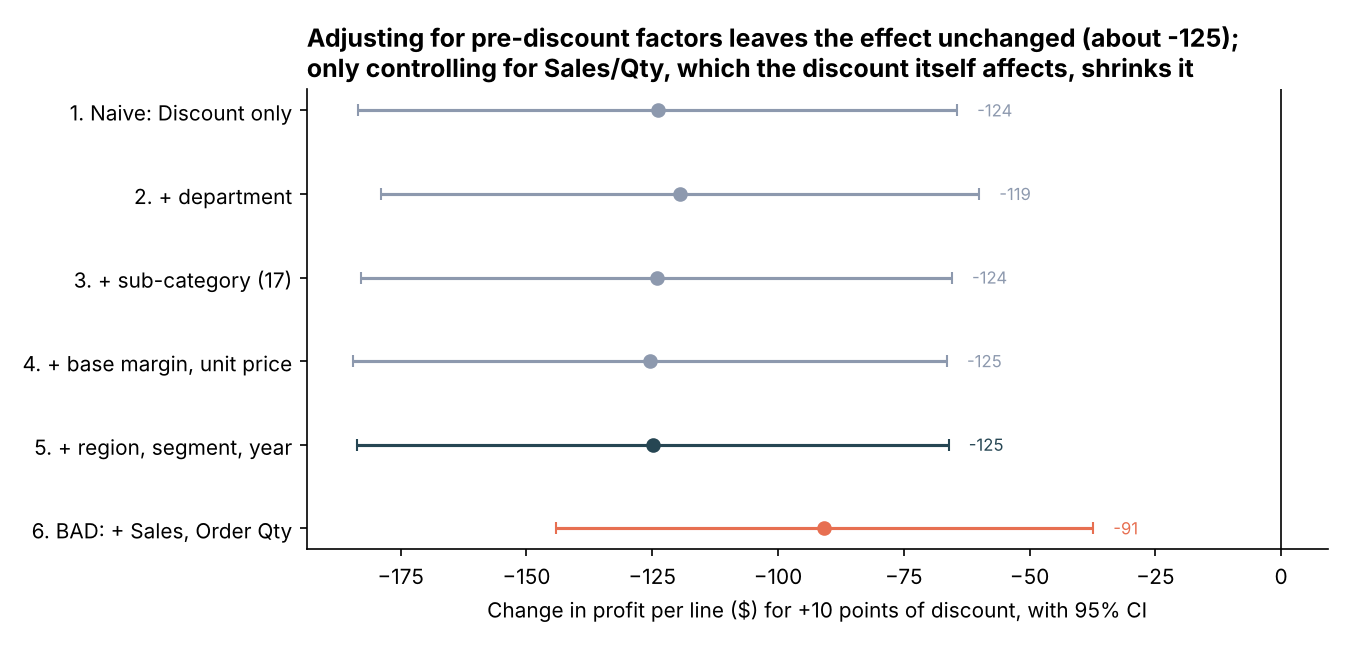 Adjusting for pre-discount factors leaves the effect unchanged (about -125);
only controlling for Sales/Qty, which the discount itself affects, shrinks it
1. Naive: Discount only
-124
2. + department
-119
3. + sub-category (17)
-124
4. + base margin, unit price
-125
5. + region, segment, year
-125
6. BAD: + Sales, Order Qty
-91
−175 −150 −125 −100 −75 −50 −25 0
Change in profit per line ($) for +10 points of discount, with 95% CI